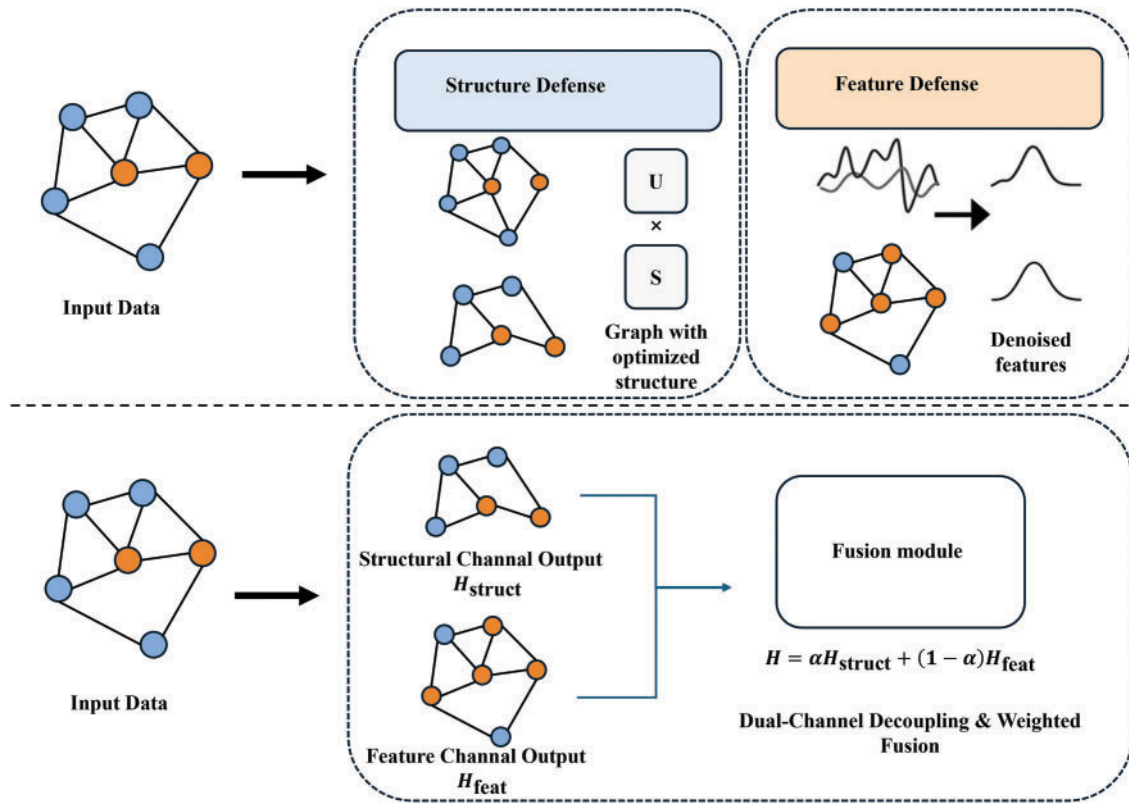 Structure Defense
Feature Defense
U
×
S
Input Data
Graph with
optimized
structure
Denoised
features
Structural Channal Output
H_struct
Fusion module
H = αH_struct + (1 − α)H_feat
Input Data
Dual-Channel Decoupling & Weighted
Fusion
Feature Channal Output
H_feat